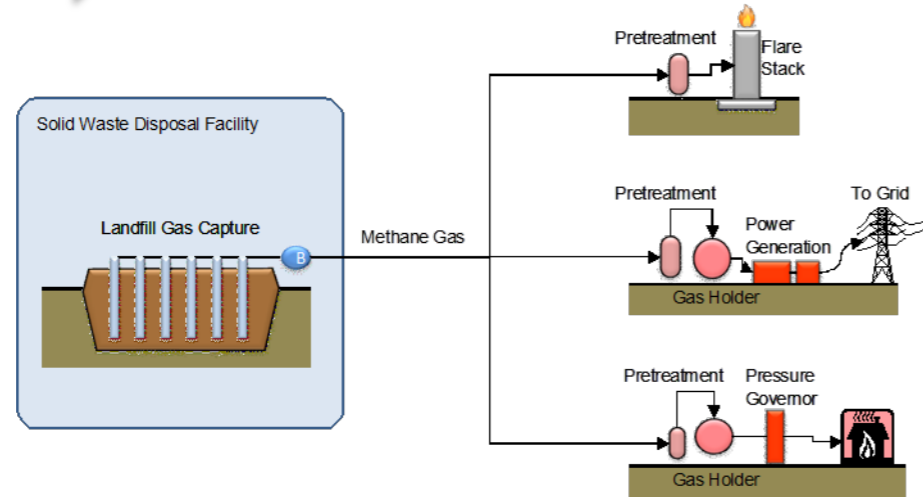 Pretreatment
Flare
Stack
Solid Waste Disposal Facility
Landfill Gas Capture
B
Methane Gas
Pretreatment
To Grid
Power
Generation
Gas Holder
Pretreatment
Pressure
Governor
Gas Holder